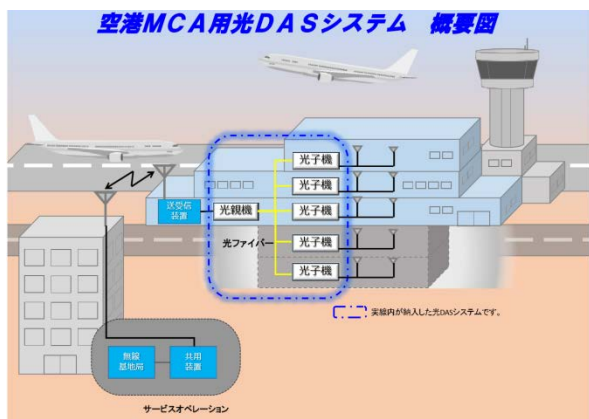 空港MCA用光DASシステム 概要図
光子機
光子機
送受信
装置
光親機
光子機
光ファイバー
光子機
光子機
実線内が納入した光DASシステムです。
無線
基地局
共用
装置
サービスオペレーション